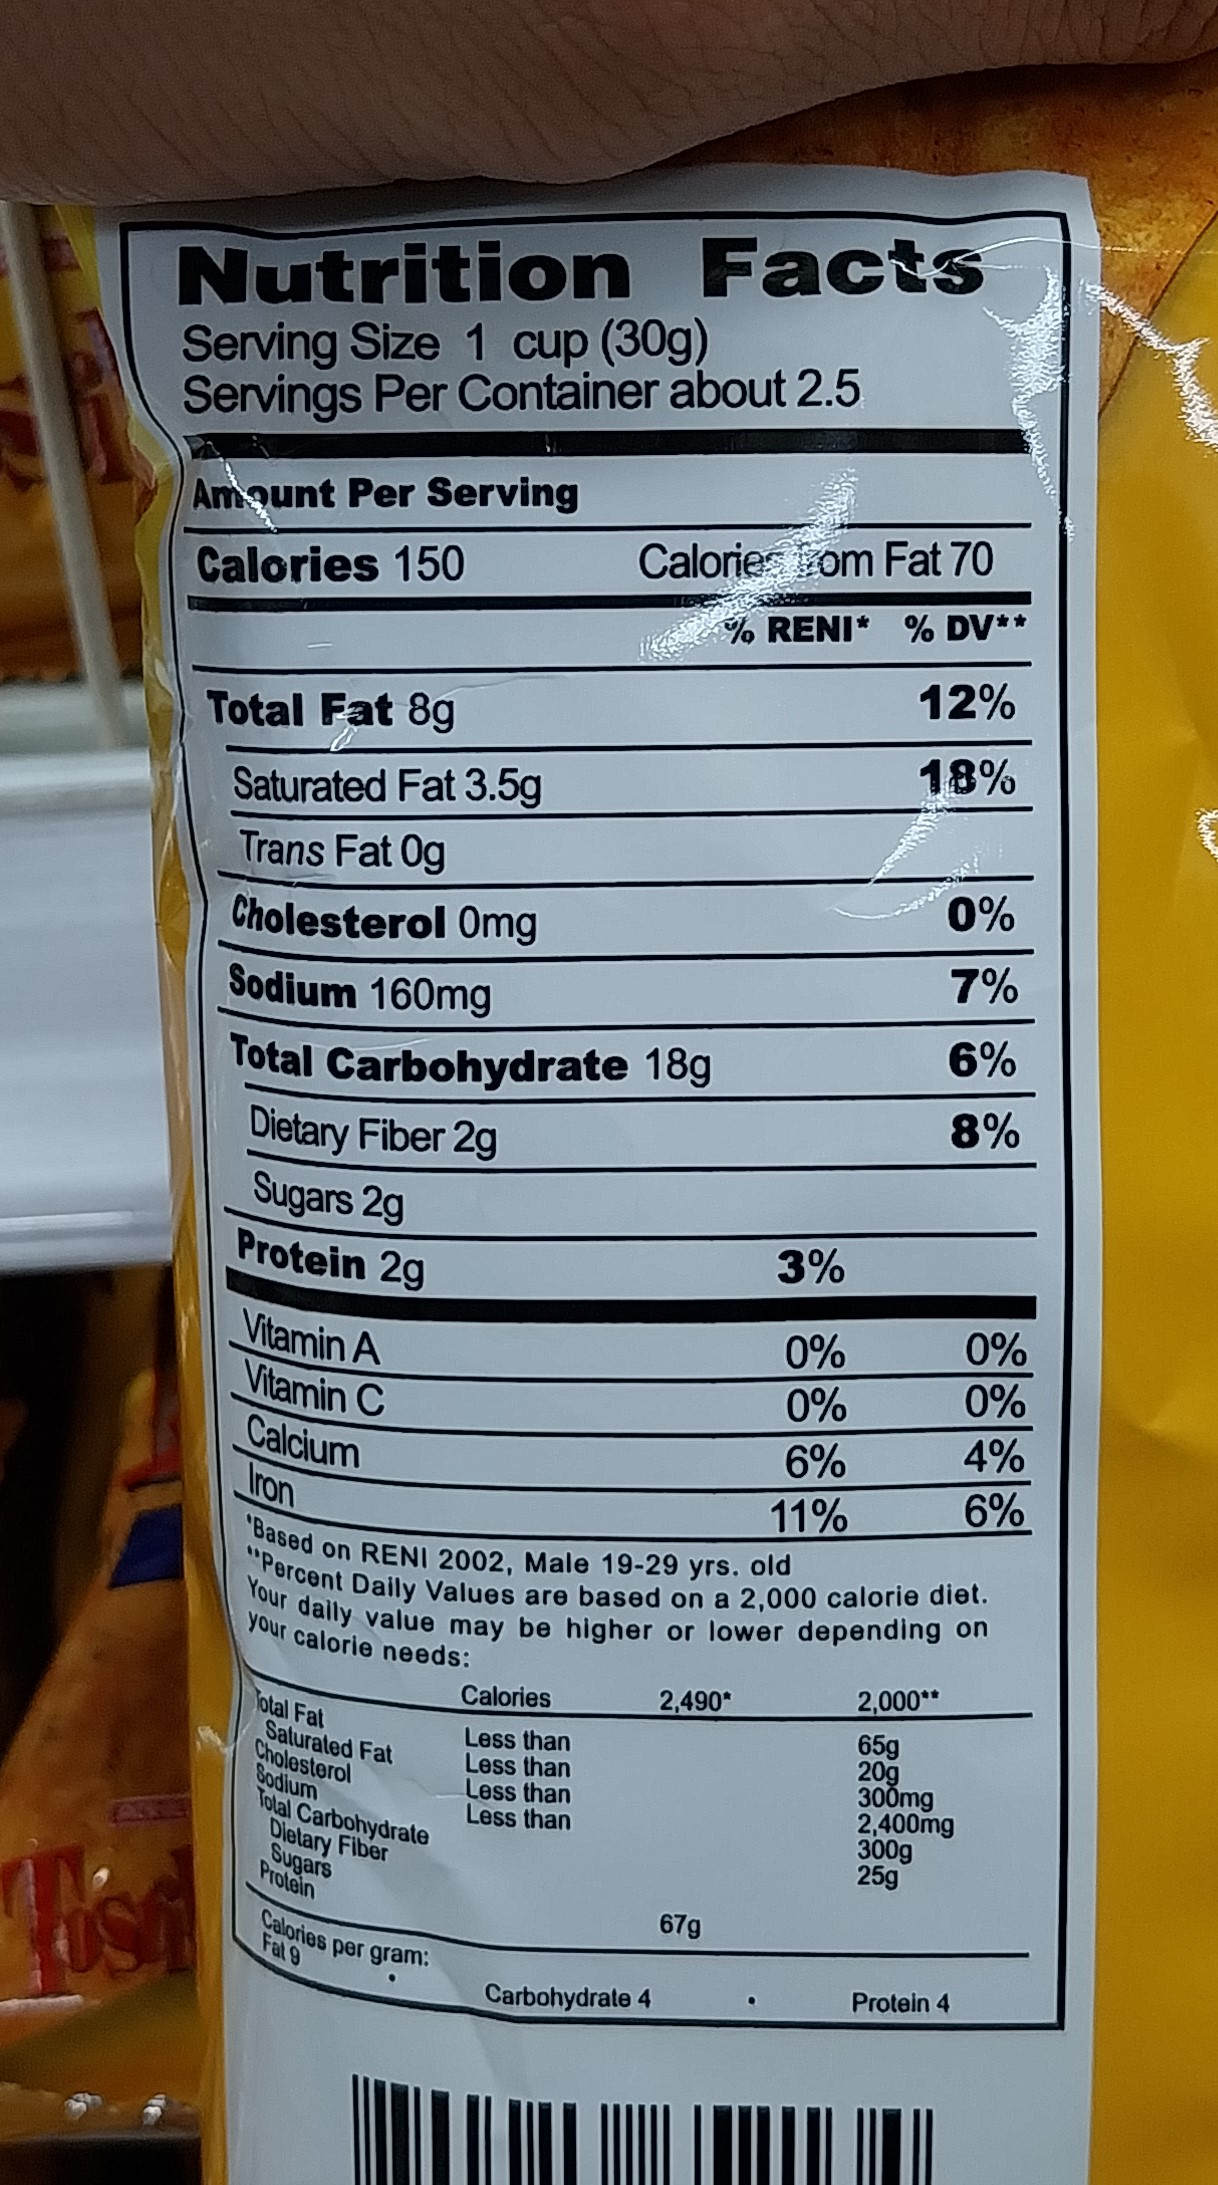 Nutrition Facts
Serving Size 1 cup (30g)
Servings Per Container about 2.5
Amount Per Serving
Calories 150 Calories from Fat 70
% RENI* % DV**
Total Fat 8g 12%
Saturated Fat 3.5g 18%
Trans Fat 0g
Cholesterol 0mg 0%
Sodium 160mg 7%
Total Carbohydrate 18g 6%
Dietary Fiber 2g 8%
Sugars 2g
Protein 2g 3%
Vitamin A 0% 0%
Vitamin C 0% 0%
Calcium 6% 4%
Iron 11% 6%
*Based on RENI 2002, Male 19-29 yrs. old
**Percent Daily Values are based on a 2,000 calorie diet.
Your daily value may be higher or lower depending on
your calorie needs:
Calories 2,490* 2,000**
Total Fat Less than 65g
Saturated Fat Less than 20g
Cholesterol Less than 300mg
Sodium Less than 2,400mg
Total Carbohydrate 300g
Dietary Fiber 25g
Sugars
Protein 67g
Calories per gram:
Fat 9 • Carbohydrate 4 • Protein 4